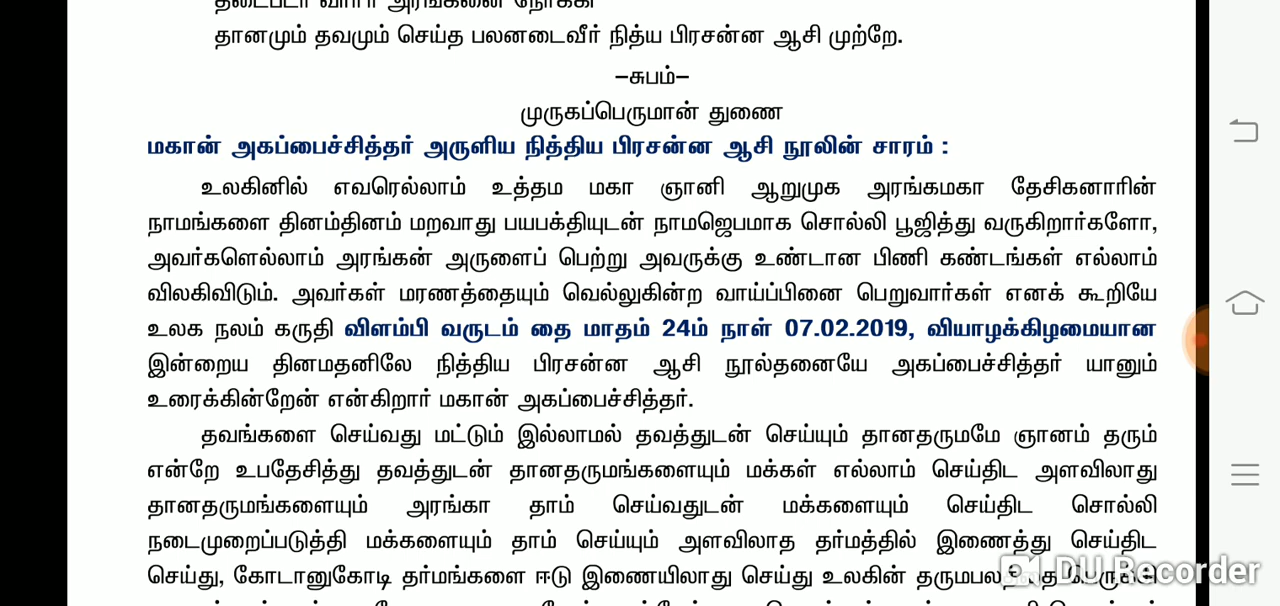 தடைபடா வாரா அரங்கனை நோக்கி
தானமும் தவமும் செய்த பலனடைவீர் நித்ய பிரசன்ன ஆசி முற்றே.
–சுபம்–
முருகப்பெருமான் துணை
மகான் அகப்பைச்சித்தர் அருளிய நித்திய பிரசன்ன ஆசி நூலின் சாரம் :
உலகினில் எவரெல்லாம் உத்தம மகா ஞானி ஆறுமுக அரங்கமகா தேசிகனாரின்
நாமங்களை தினம்தினம் மறவாது பயபக்தியுடன் நாமஜெபமாக சொல்லி பூஜித்து வருகிறார்களோ,
அவர்களெல்லாம் அரங்கன் அருளைப் பெற்று அவருக்கு உண்டான பிணி கண்டங்கள் எல்லாம்
விலகிவிடும். அவர்கள் மரணத்தையும் வெல்லுகின்ற வாய்ப்பினை பெறுவார்கள் எனக் கூறியே
உலக நலம் கருதி விளம்பி வருடம் தை மாதம் 24ம் நாள் 07.02.2019, வியாழக்கிழமையான
இன்றைய தினமதனிலே நித்திய பிரசன்ன ஆசி நூல்தனையே அகப்பைச்சித்தர் யானும்
உரைக்கின்றேன் என்கிறார் மகான் அகப்பைச்சித்தர்.
தவங்களை செய்வது மட்டும் இல்லாமல் தவத்துடன் செய்யும் தானதருமமே ஞானம் தரும்
என்றே உபதேசித்து தவத்துடன் தானதருமங்களையும் மக்கள் எல்லாம் செய்திட அளவிலாது
தானதருமங்களையும் அரங்கா தாம் செய்வதுடன் மக்களையும் செய்திட சொல்லி
நடைமுறைப்படுத்தி மக்களையும் தாம் செய்யும் அளவிலாத தர்மத்தில் இணைத்து செய்திட
செய்து, கோடானுகோடி தர்மங்களை ஈடு இணையிலாது செய்து உலகின்
DU Recorder